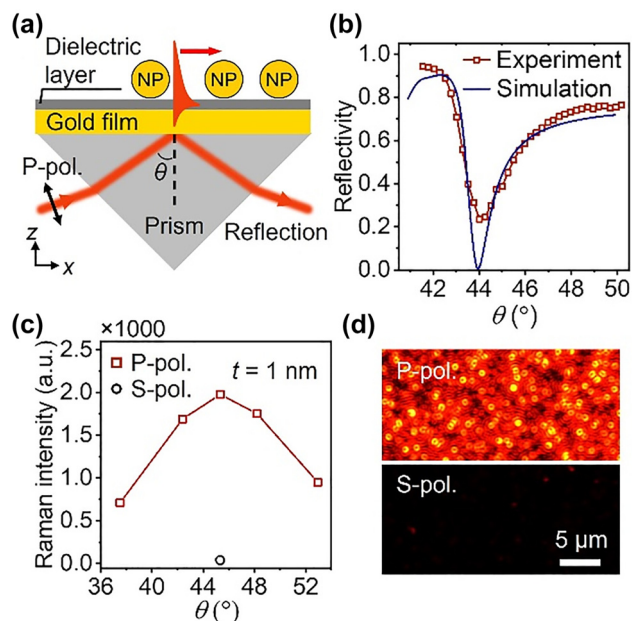 (a)
Dielectric
layer
NP
NP
NP
Gold film
P-pol.
θ
Prism
Reflection
z
x
(b)
Reflectivity
1.0
0.8
0.6
0.4
0.2
0.0
Experiment
Simulation
42 44 46 48 50
θ (°)
(c)
×1000
Raman intensity (a.u.)
2.5
2.0
1.5
1.0
0.5
0.0
P-pol.
S-pol.
t = 1 nm
36 40 44 48 52
θ (°)
(d)
P-pol.
S-pol.
5 μm